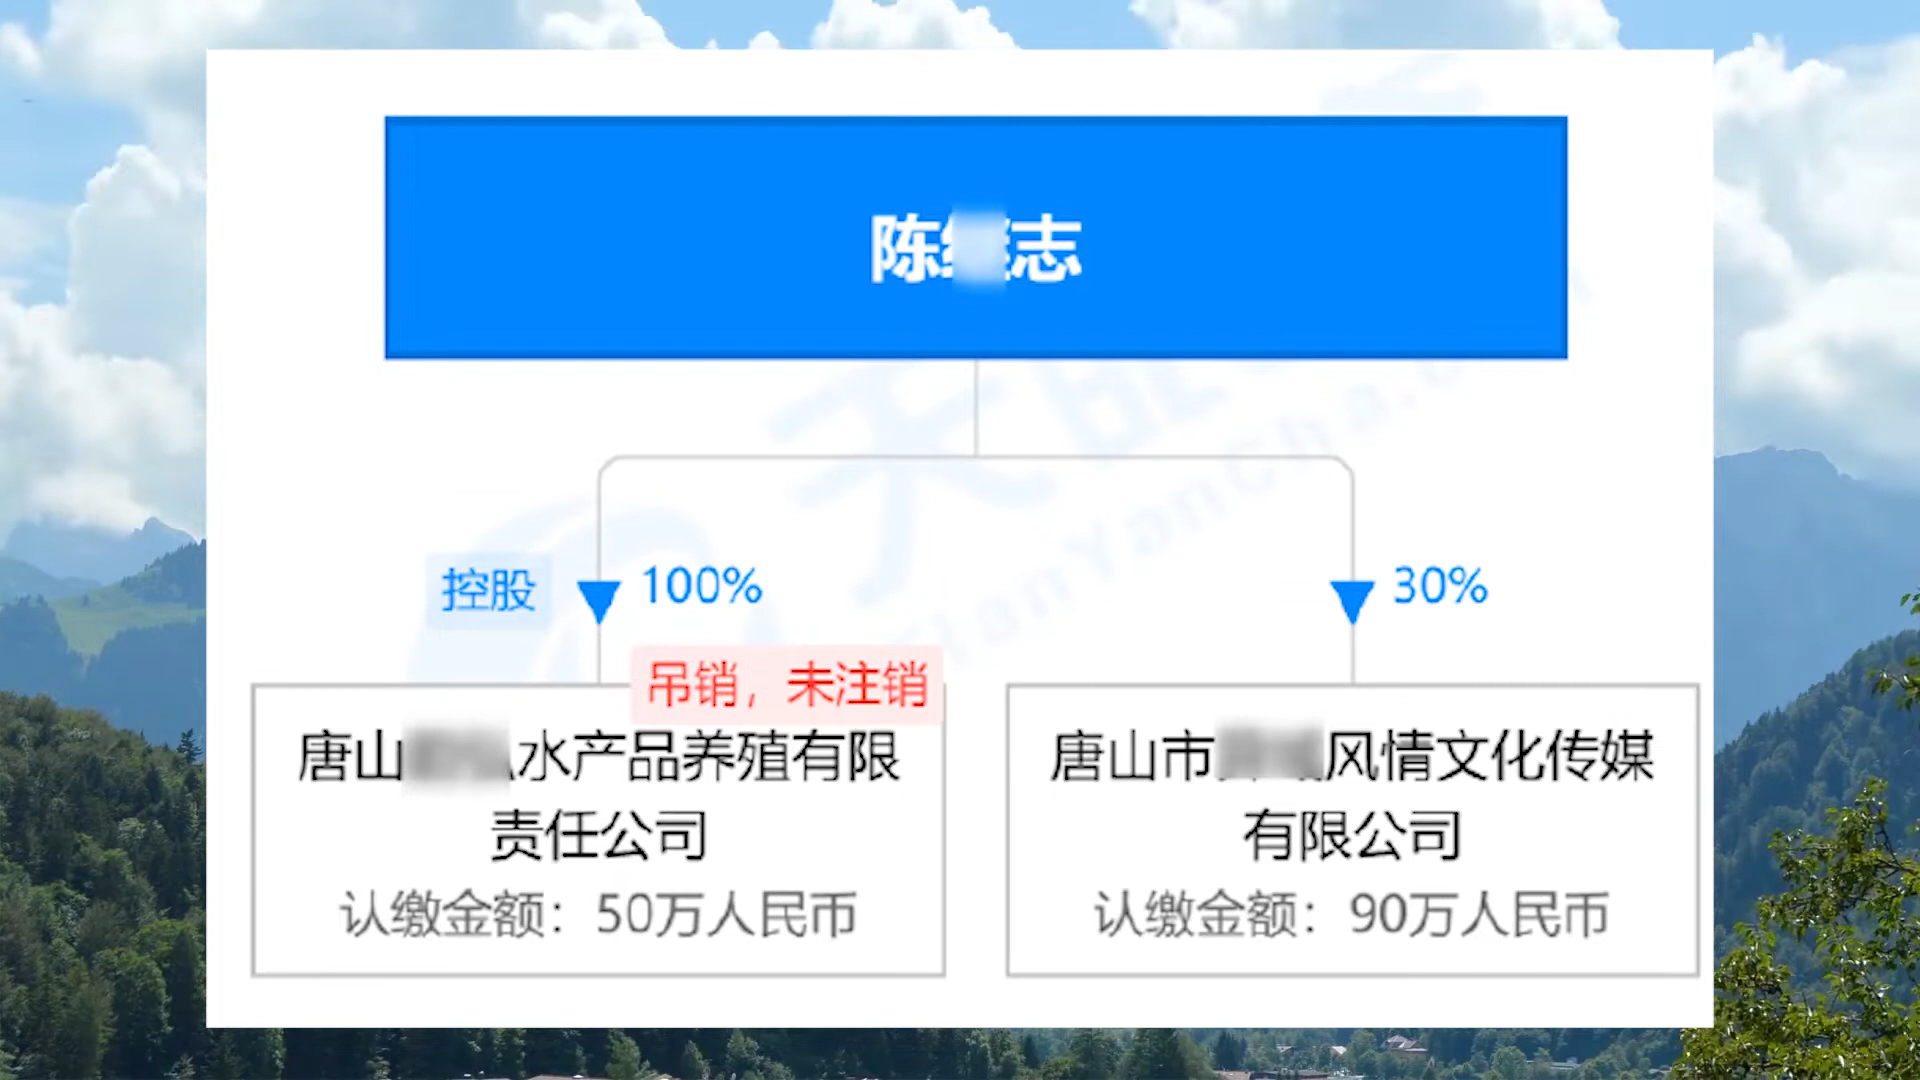 陈志
控股
100%
30%
吊销，未注销
唐山水产品养殖有限
责任公司
认缴金额：50万人民币
唐山市风情文化传媒
有限公司
认缴金额：90万人民币